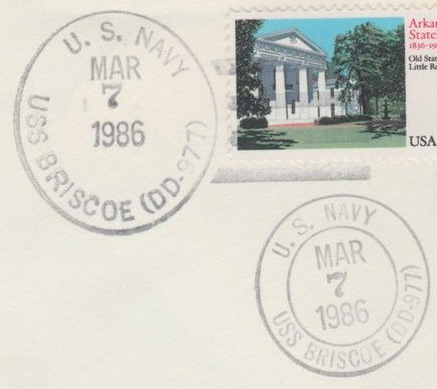 U. S. NAVY
MAR
7
1986
USS BRISCOE (DD-977)
Arkan
State
1836-19
Old Stat
Little Ro
USA
U. S. NAVY
MAR
7
1986
USS BRISCOE (DD-977)